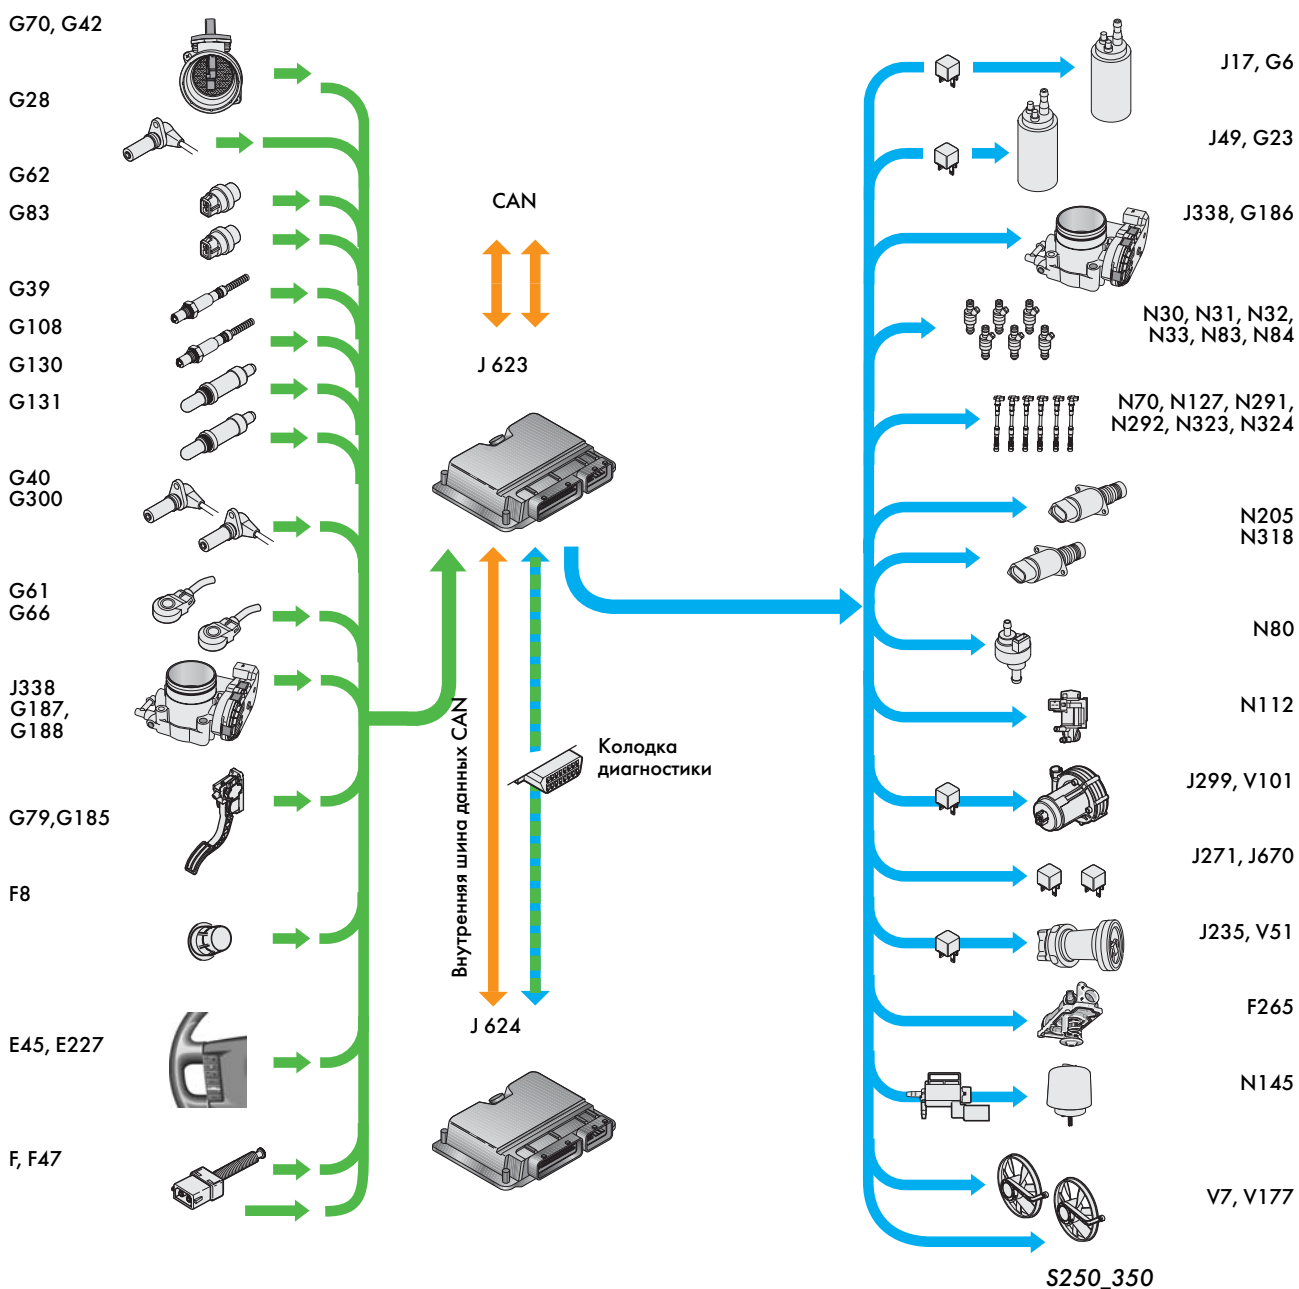 G70, G42
G28
G62
G83
G39
G108
G130
G131
G40
G300
G61
G66
J338
G187,
G188
G79,G185
F8
E45, E227
F, F47
CAN
J 623
Внутренняя шина данных CAN
Колодка
диагностики
J 624
J17, G6
J49, G23
J338, G186
N30, N31, N32,
N33, N83, N84
N70, N127, N291,
N292, N323, N324
N205
N318
N80
N112
J299, V101
J271, J670
J235, V51
F265
N145
V7, V177
S250_350